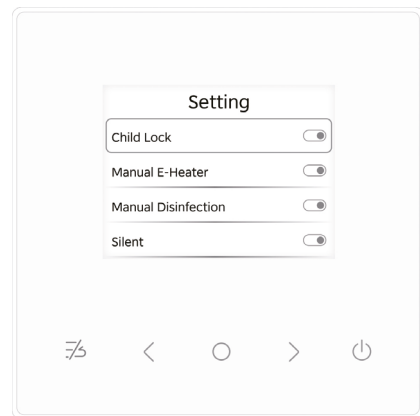 Setting
Child Lock
Manual E-Heater
Manual Disinfection
Silent